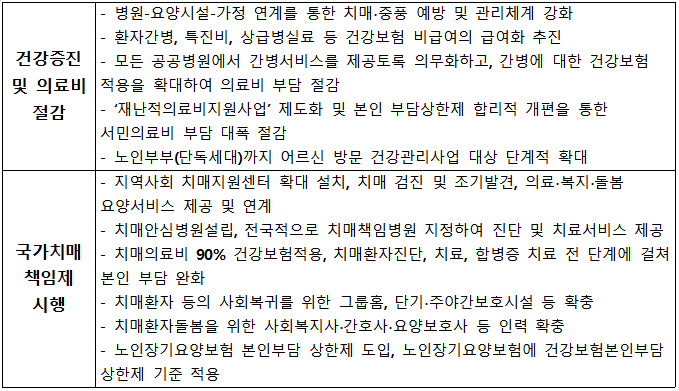 건강증진
및 의료비
절감
- 병원-요양시설-가정 연계를 통한 치매·중풍 예방 및 관리체계 강화
- 환자간병, 특진비, 상급병실료 등 건강보험 비급여의 급여화 추진
- 모든 공공병원에서 간병서비스를 제공토록 의무화하고, 간병에 대한 건강보험
적용을 확대하여 의료비 부담 절감
- ‘재난적의료비지원사업’ 제도화 및 본인 부담상한제 합리적 개편을 통한
서민의료비 부담 대폭 절감
- 노인부부(단독세대)까지 어르신 방문 건강관리사업 대상 단계적 확대
국가치매
책임제
시행
- 지역사회 치매지원센터 확대 설치, 치매 검진 및 조기발견, 의료·복지·돌봄
요양서비스 제공 및 연계
- 치매안심병원설립, 전국적으로 치매책임병원 지정하여 진단 및 치료서비스 제공
- 치매의료비 90% 건강보험적용, 치매환자진단, 치료, 합병증 치료 전 단계에 걸쳐
본인 부담 완화
- 치매환자 등의 사회복귀를 위한 그룹홈, 단기·주야간보호시설 등 확충
- 치매환자돌봄을 위한 사회복지사·간호사·요양보호사 등 인력 확충
- 노인장기요양보험 본인부담 상한제 도입, 노인장기요양보험에 건강보험본인부담
상한제 기준 적용